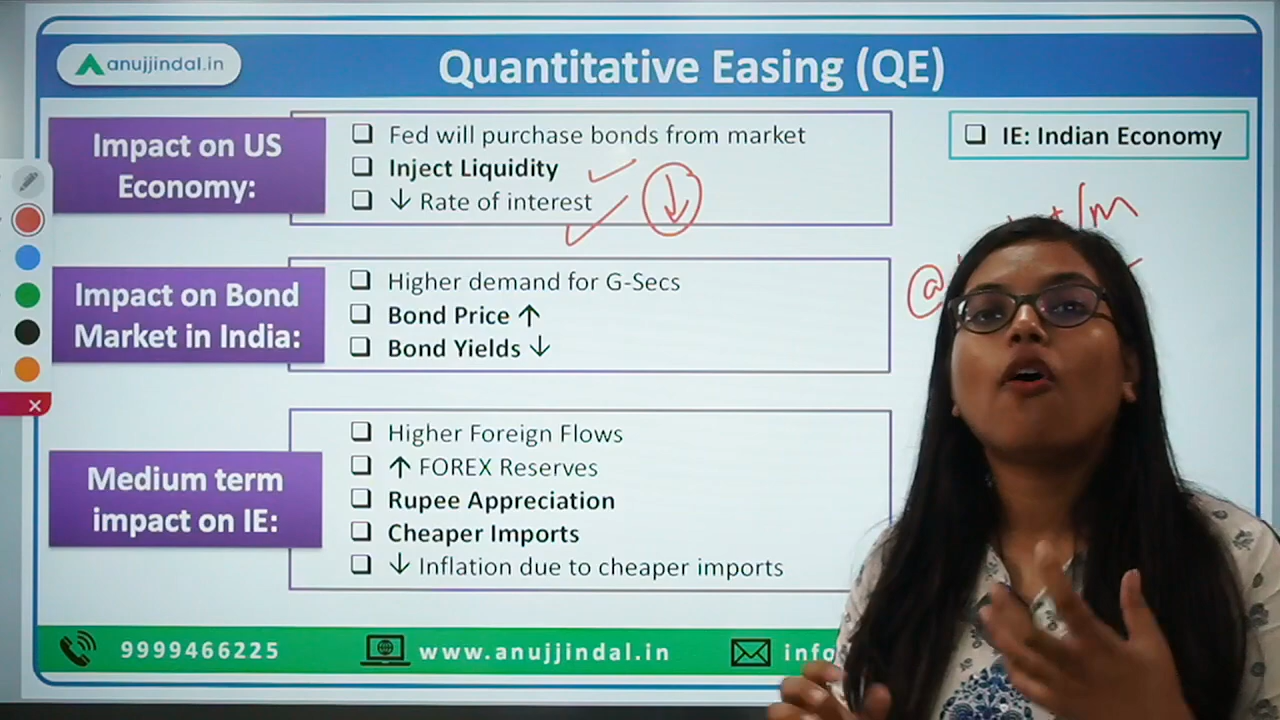 anujjindal.in
Quantitative Easing (QE)
Impact on US
Economy:
❑ Fed will purchase bonds from market
❑ Inject Liquidity
❑ ↓ Rate of interest
❑ IE: Indian Economy
Impact on Bond
Market in India:
❑ Higher demand for G-Secs
❑ Bond Price ↑
❑ Bond Yields ↓
Medium term
impact on IE:
❑ Higher Foreign Flows
❑ ↑ FOREX Reserves
❑ Rupee Appreciation
❑ Cheaper Imports
❑ ↓ Inflation due to cheaper imports
9999466225
www.anujjindal.in
info